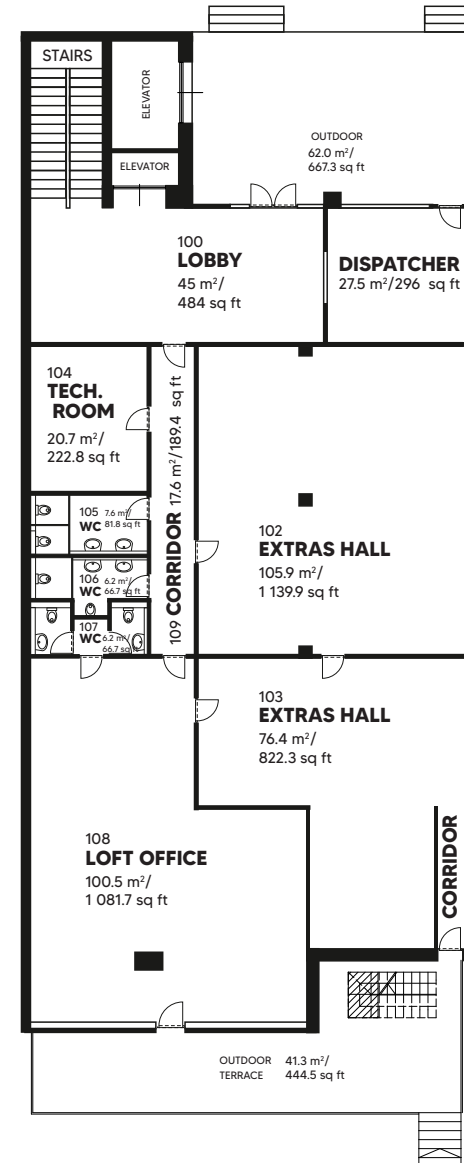 STAIRS
ELEVATOR
ELEVATOR
OUTDOOR
62.0 m²/
667.3 sq ft
100
LOBBY
45 m²/
484 sq ft
DISPATCHER
27.5 m²/296 sq ft
104
TECH.
ROOM
20.7 m²/
222.8 sq ft
109 CORRIDOR 17.6 m²/189.4 sq ft
105 7.6 m²/
WC 81.8 sq ft
106 6.2 m²/
WC 66.7 sq ft
107
WC 6.2 m²/
66.7 sq ft
102
EXTRAS HALL
105.9 m²/
1 139.9 sq ft
103
EXTRAS HALL
76.4 m²/
822.3 sq ft
108
LOFT OFFICE
100.5 m²/
1 081.7 sq ft
CORRIDOR
OUTDOOR 41.3 m²/
TERRACE 444.5 sq ft